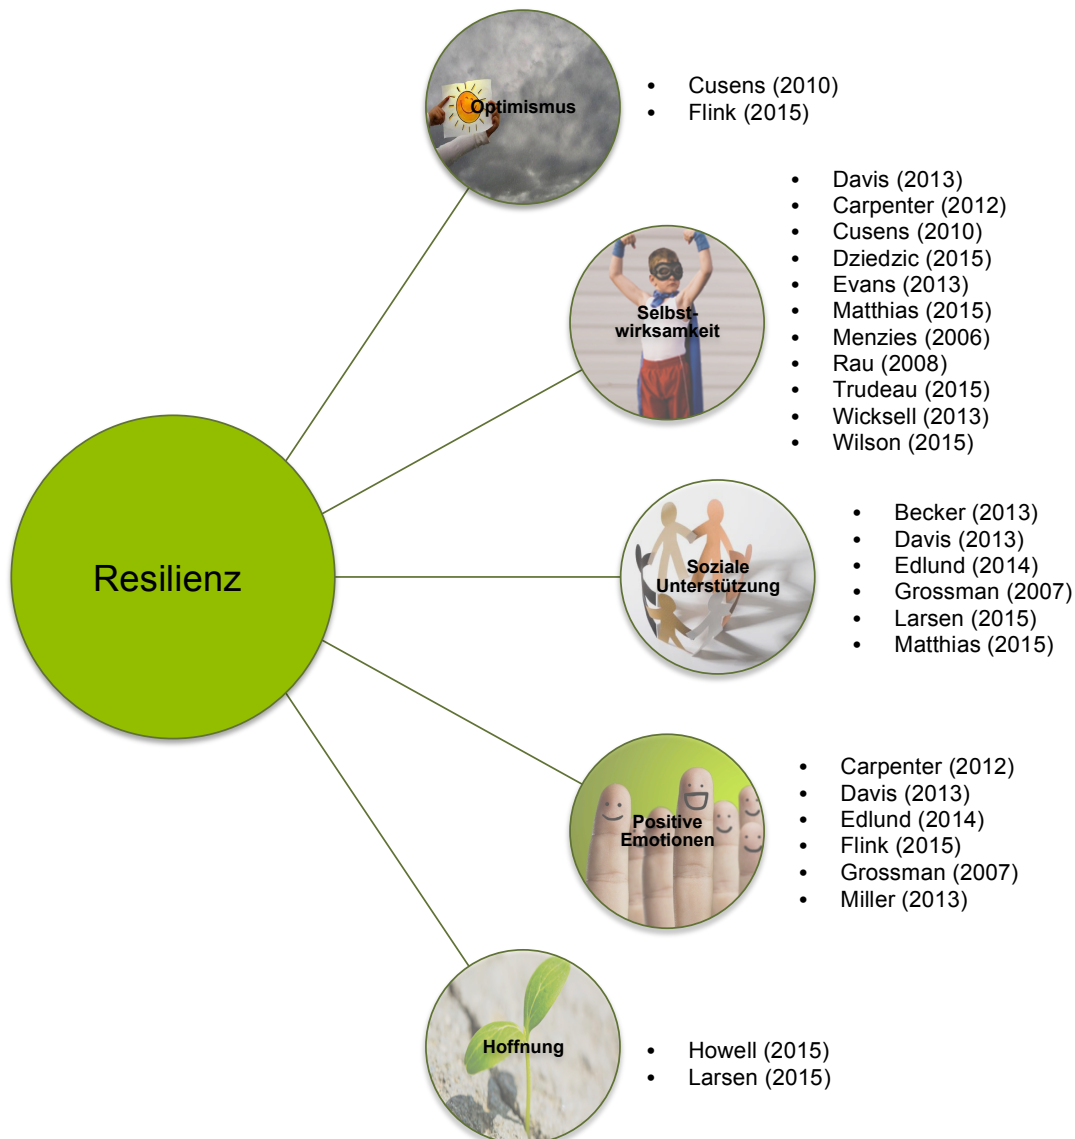 Optimismus
• Cusens (2010)
• Flink (2015)
Selbst-
wirksamkeit
• Davis (2013)
• Carpenter (2012)
• Cusens (2010)
• Dziedzic (2015)
• Evans (2013)
• Matthias (2015)
• Menzies (2006)
• Rau (2008)
• Trudeau (2015)
• Wicksell (2013)
• Wilson (2015)
Resilienz
Soziale
Unterstützung
• Becker (2013)
• Davis (2013)
• Edlund (2014)
• Grossman (2007)
• Larsen (2015)
• Matthias (2015)
Positive
Emotionen
• Carpenter (2012)
• Davis (2013)
• Edlund (2014)
• Flink (2015)
• Grossman (2007)
• Miller (2013)
Hoffnung
• Howell (2015)
• Larsen (2015)